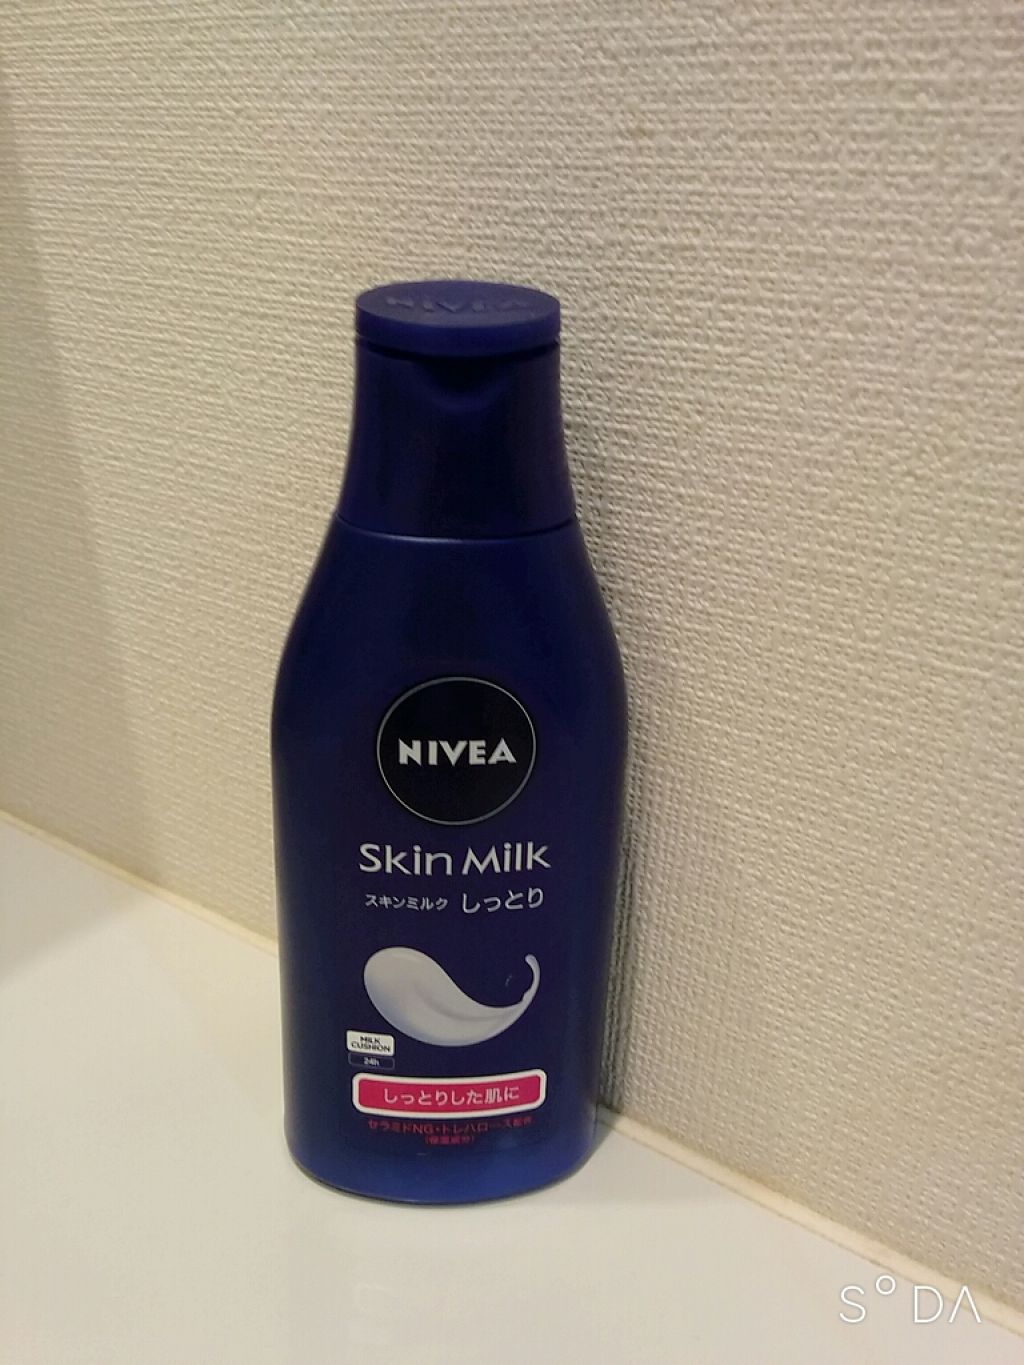 NIVEA
NIVEA
Skin Milk
スキンミルク しっとり
MILK
CUSHION
24h
しっとりした肌に
セラミドNG・トレハロース配合
(保湿成分)
SODA